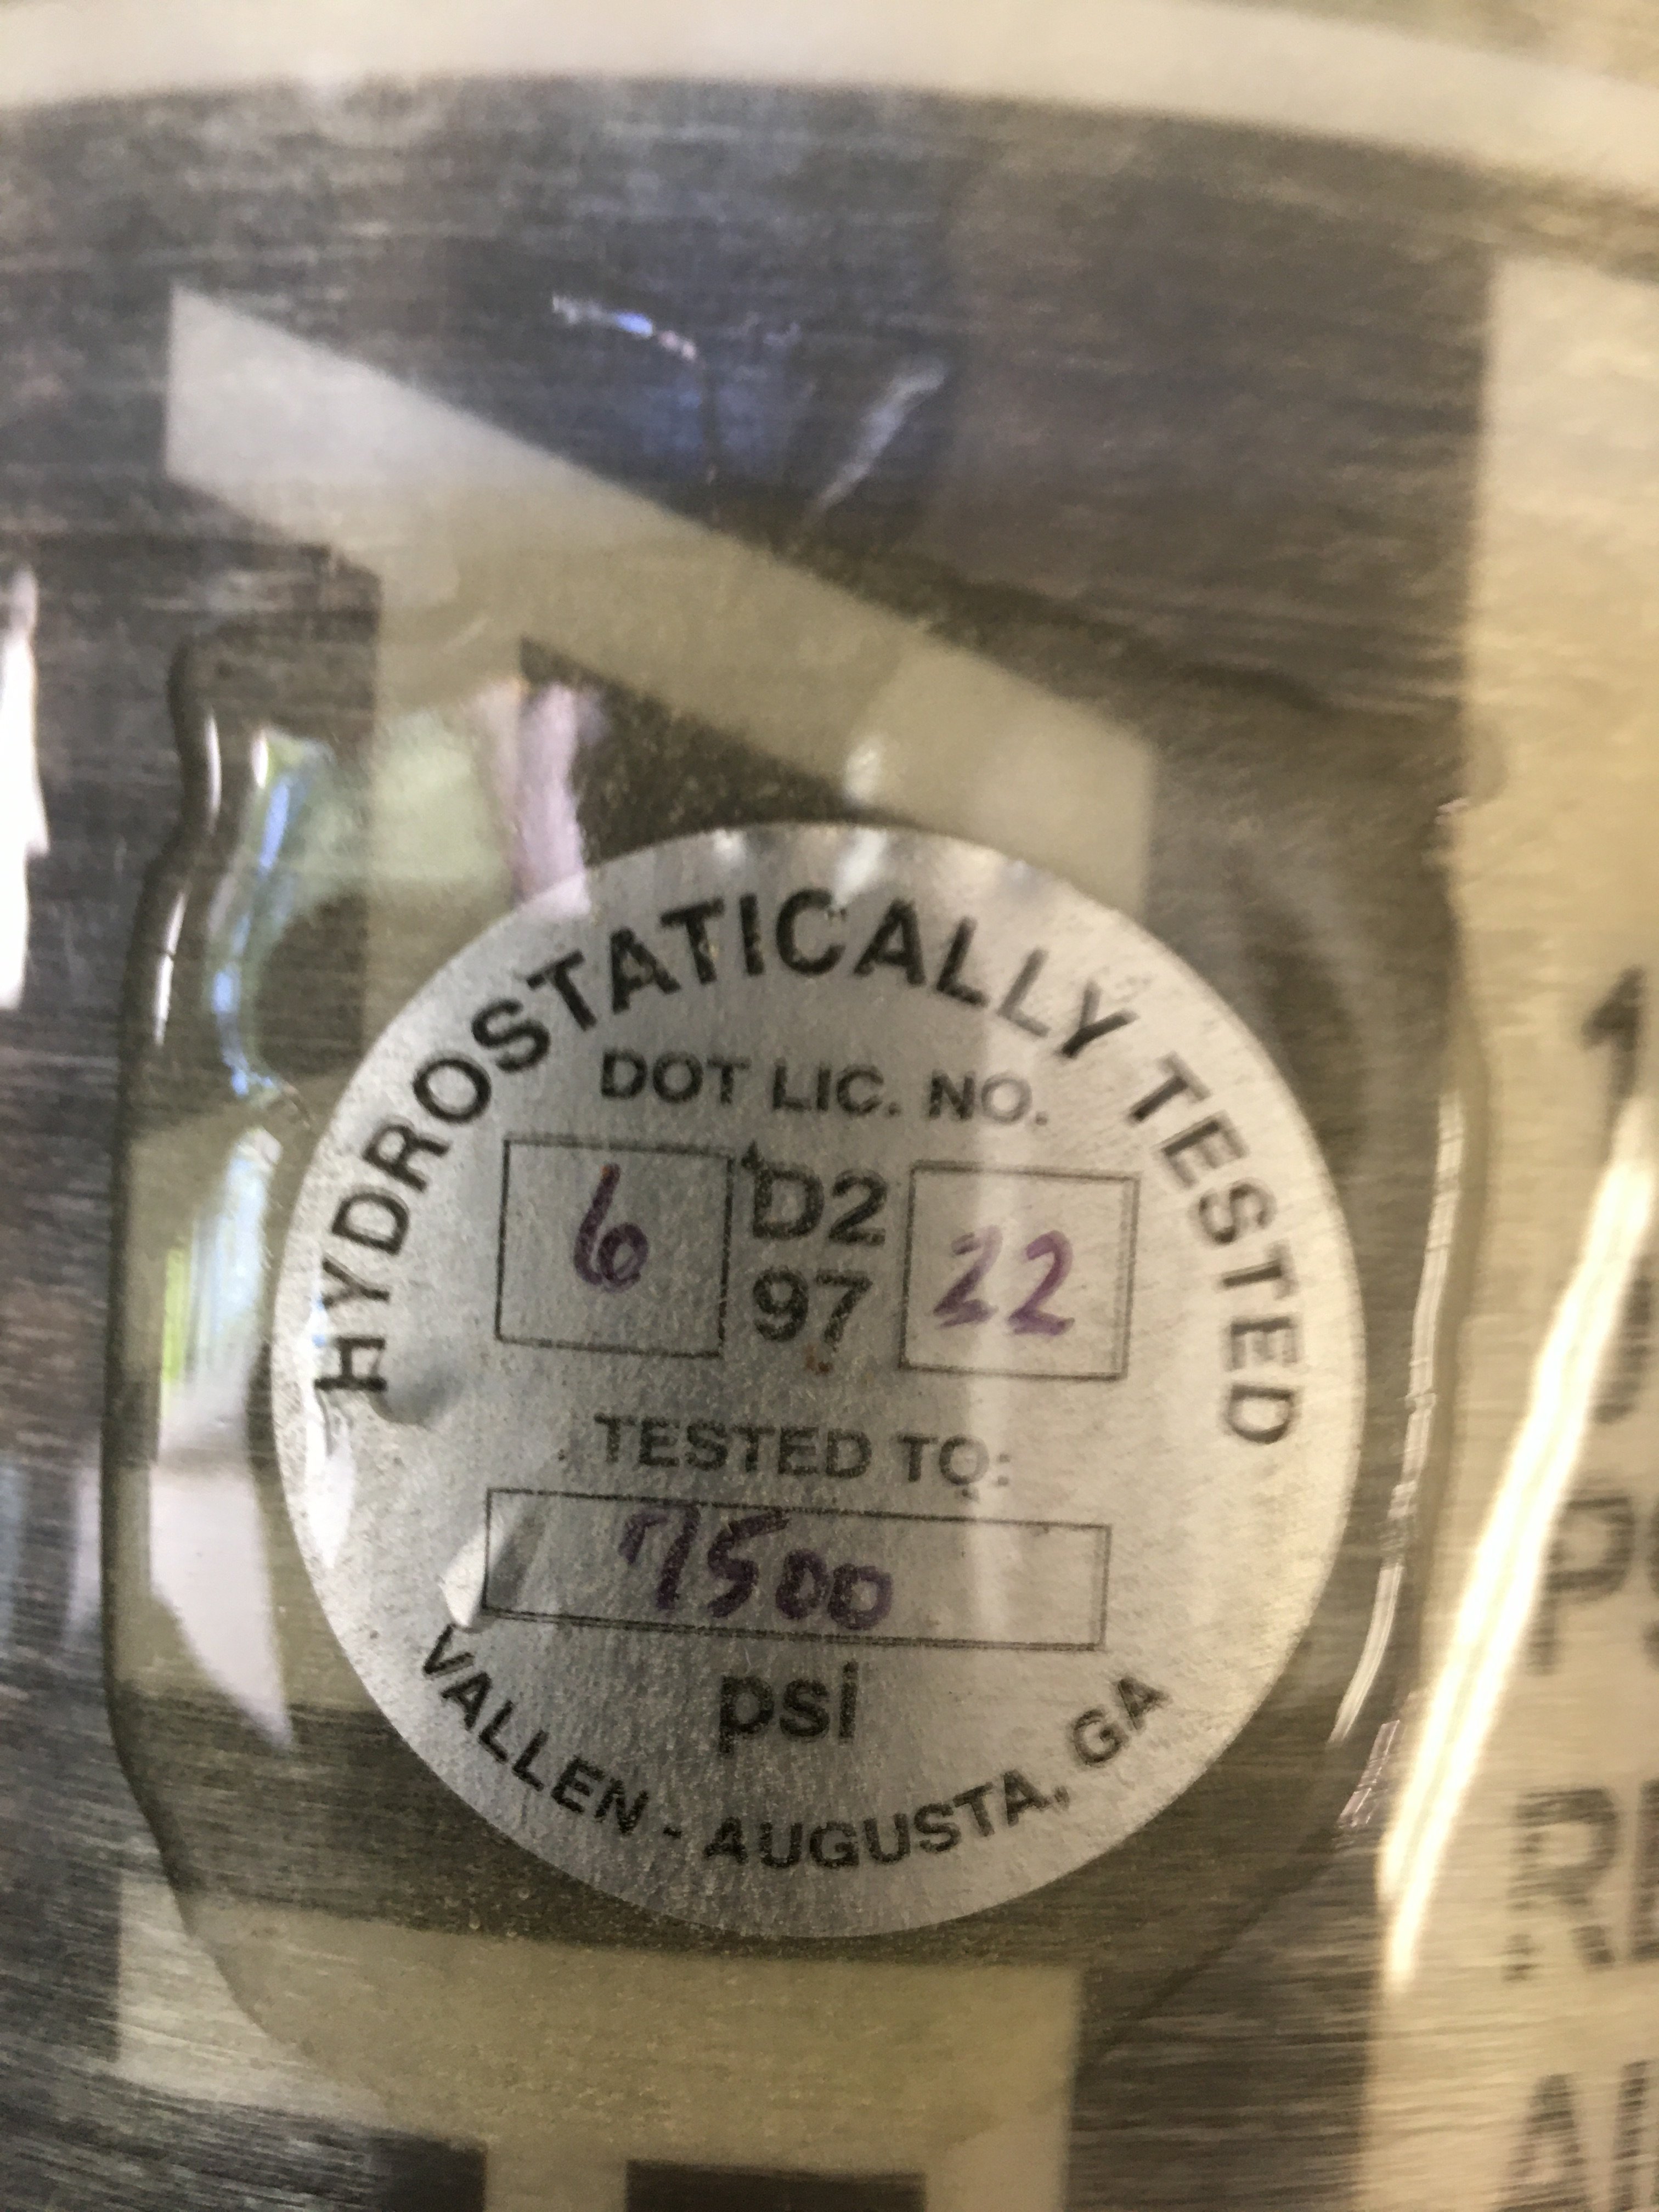 HYDROSTATICALLY TESTED
DOT LIC. NO.
6 D2 22
97
TESTED TO:
7500
psi
VALLEN - AUGUSTA, GA